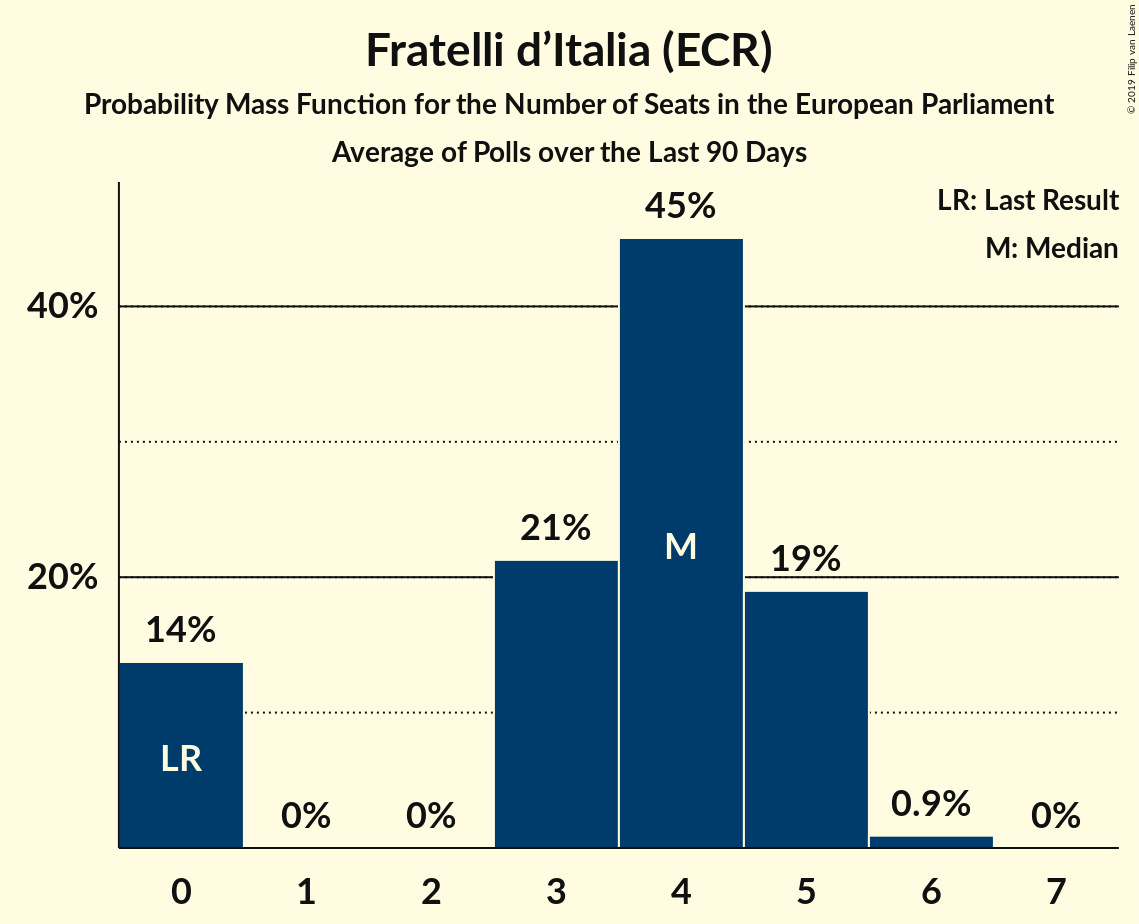 © 2019 Filip van Laenen
Fratelli d’Italia (ECR)
Probability Mass Function for the Number of Seats in the European Parliament
Average of Polls over the Last 90 Days
LR: Last Result
M: Median
45%
40%
21%
M
19%
20%
14%
LR
0%
0%
0.9%
0%
0 1 2 3 4 5 6 7